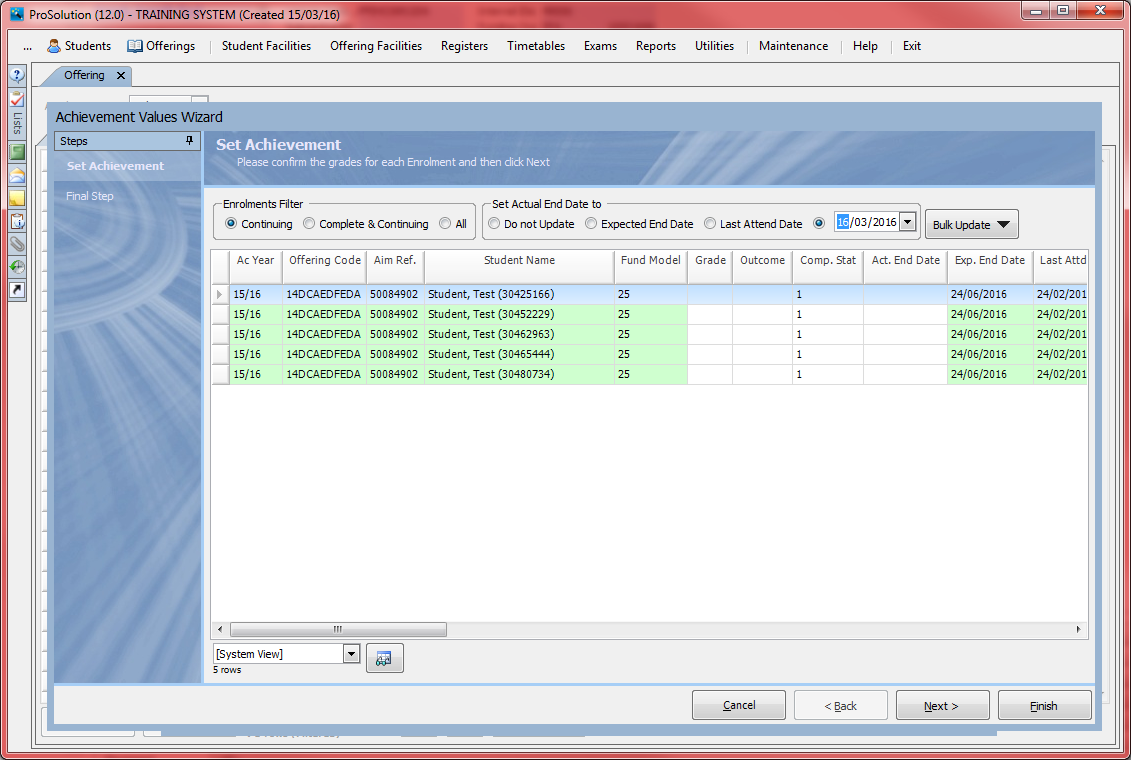 ProSolution (12.0) - TRAINING SYSTEM (Created 15/03/16)
... Students Offerings Student Facilities Offering Facilities Registers Timetables Exams Reports Utilities Maintenance Help Exit
Offering
Lists
Achievement Values Wizard
Steps
Set Achievement
Final Step
Set Achievement
Please confirm the grades for each Enrolment and then click Next
Enrolments Filter
Continuing Complete & Continuing All
Set Actual End Date to
Do not Update Expected End Date Last Attend Date 16/03/2016
Bulk Update
Ac Year Offering Code Aim Ref. Student Name Fund Model Grade Outcome Comp. Stat Act. End Date Exp. End Date Last Attd
15/16 14DCAEDFEDA 50084902 Student, Test (30425166) 25 1 24/06/2016 24/02/201
15/16 14DCAEDFEDA 50084902 Student, Test (30452229) 25 1 24/06/2016 24/02/201
15/16 14DCAEDFEDA 50084902 Student, Test (30462963) 25 1 24/06/2016 24/02/201
15/16 14DCAEDFEDA 50084902 Student, Test (30465444) 25 1 24/06/2016 24/02/201
15/16 14DCAEDFEDA 50084902 Student, Test (30480734) 25 1 24/06/2016 24/02/201
[System View]
5 rows
Cancel < Back Next > Finish